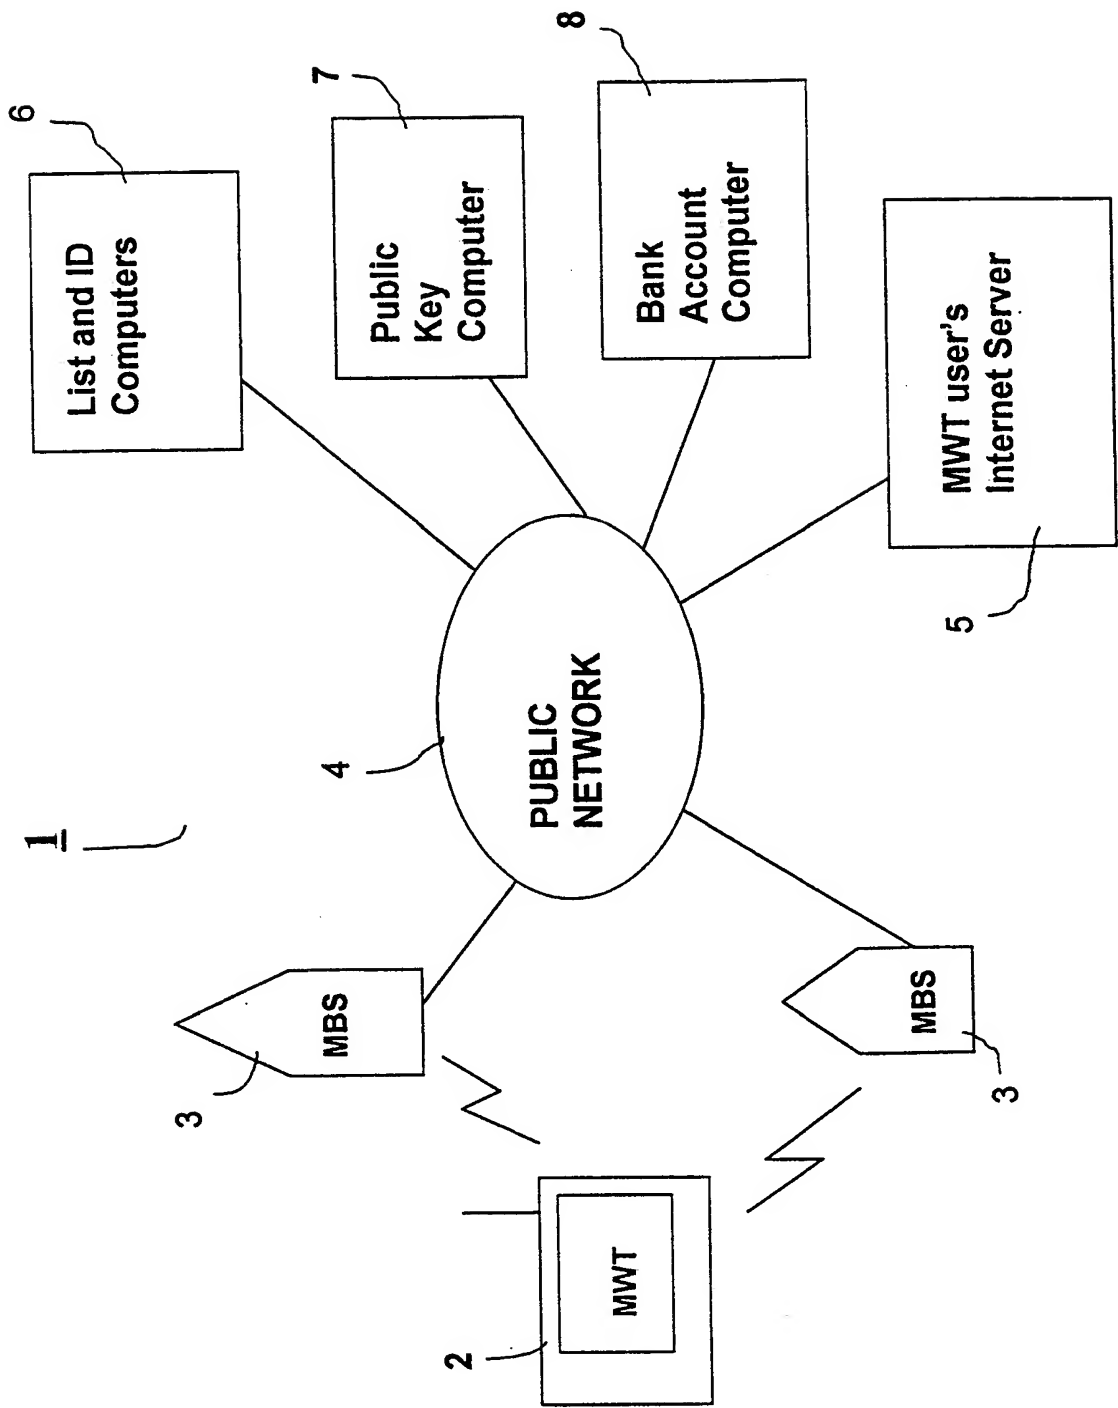 1
6
List and ID
Computers
7
Public
Key
Computer
8
Bank
Account
Computer
MWT user's
Internet Server
5
4
PUBLIC
NETWORK
3
MBS
MBS
3
2
MWT